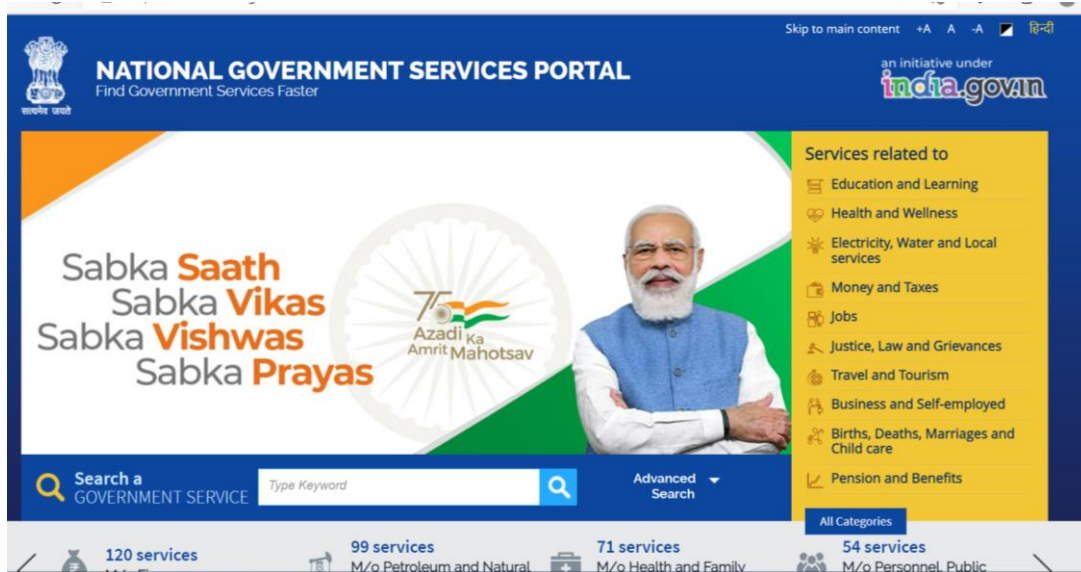 Skip to main content +A A -A हिन्दी
सत्यमेव जयते
NATIONAL GOVERNMENT SERVICES PORTAL
Find Government Services Faster
an initiative under
india.gov.in
Sabka Saath
Sabka Vikas
Sabka Vishwas
Sabka Prayas
75
Azadi Ka
Amrit Mahotsav
Services related to
Education and Learning
Health and Wellness
Electricity, Water and Local
services
Money and Taxes
Jobs
Justice, Law and Grievances
Travel and Tourism
Business and Self-employed
Births, Deaths, Marriages and
Child care
Pension and Benefits
All Categories
Search a
GOVERNMENT SERVICE
Type Keyword
Advanced
Search
120 services
99 services
M/o Petroleum and Natural
71 services
M/o Health and Family
54 services
M/o Personnel, Public